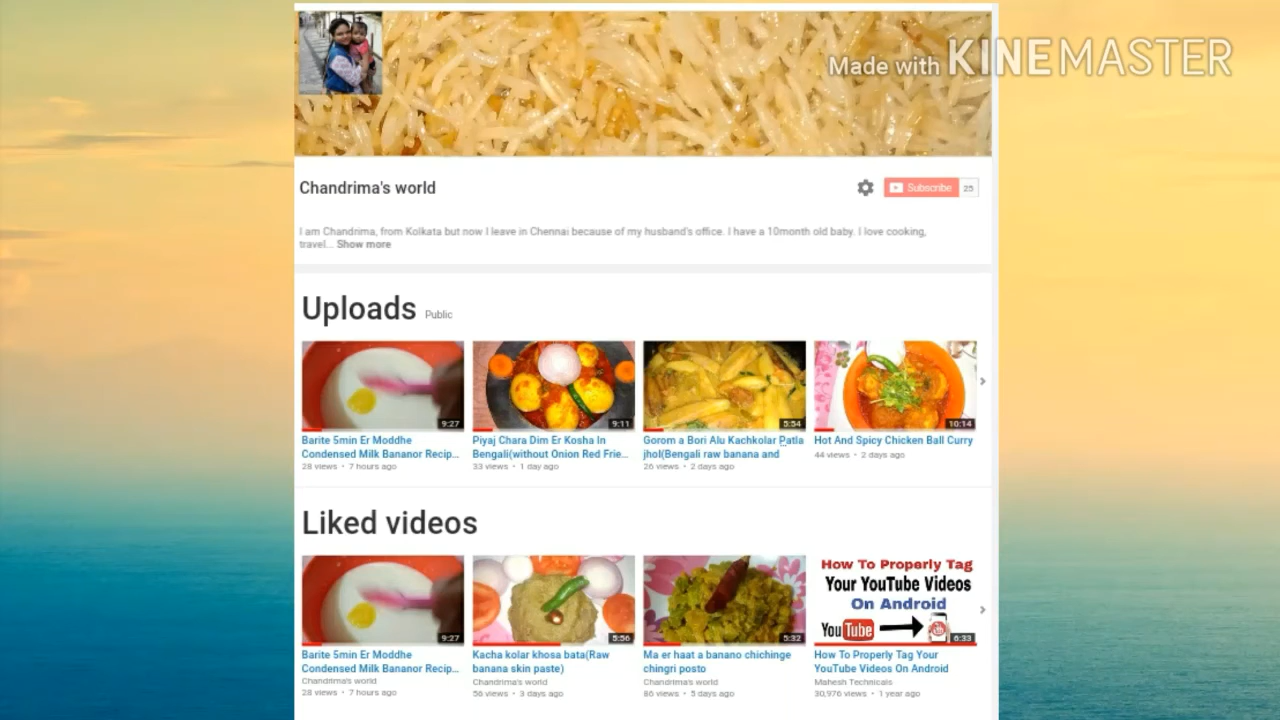 Made with KINEMASTER
Chandrima's world
Subscribe 25
I am Chandrima, from Kolkata but now I leave in Chennai because of my husband's office. I have a 10month old baby. I love cooking,
travel... Show more
Uploads Public
9:27
9:11
5:54
10:14
Barite 5min Er Moddhe
Condensed Milk Bananor Recip...
28 views • 7 hours ago
Piyaj Chara Dim Er Kosha In
Bengali(without Onion Red Frie...
33 views • 1 day ago
Gorom a Bori Alu Kachkolar Patla
jhol(Bengali raw banana and
26 views • 2 days ago
Hot And Spicy Chicken Ball Curry
44 views • 2 days ago
Liked videos
9:27
5:56
5:32
How To Properly Tag
Your YouTube Videos
On Android
YouTube
6:33
Barite 5min Er Moddhe
Condensed Milk Bananor Recip...
Chandrima's world
28 views • 7 hours ago
Kacha kolar khosa bata(Raw
banana skin paste)
Chandrima's world
56 views • 3 days ago
Ma er haat a banano chichinge
chingri posto
Chandrima's world
86 views • 5 days ago
How To Properly Tag Your
YouTube Videos On Android
Mahesh Technicals
30,976 views • 1 year ago